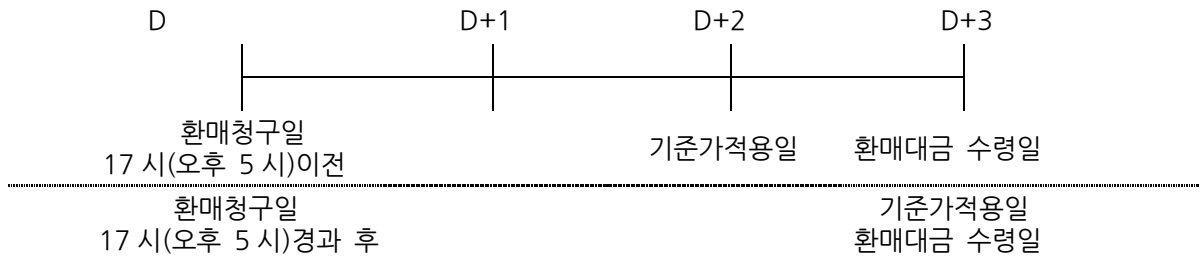 D D+1 D+2 D+3
환매청구일
17 시(오후 5 시)이전
기준가적용일 환매대금 수령일
환매청구일
17 시(오후 5 시)경과 후
기준가적용일
환매대금 수령일